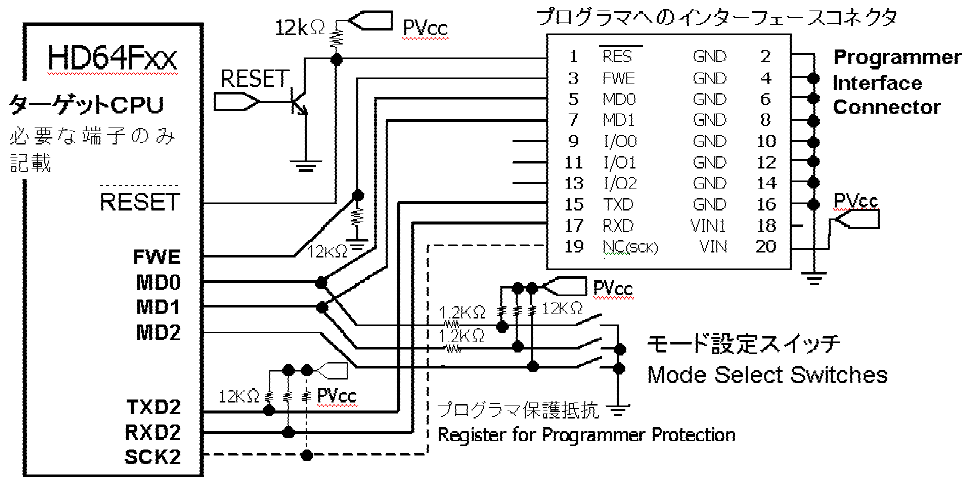 プログラマへのインターフェースコネクタ
12kΩ
PVcc
HD64Fxx
ターゲットCPU
必要な端子のみ
記載
RESET
1 RES GND 2
3 FWE GND 4
5 MD0 GND 6
7 MD1 GND 8
9 I/O0 GND 10
11 I/O1 GND 12
13 I/O2 GND 14
15 TXD GND 16
17 RXD VIN1 18
19 NC(SCK) VIN 20
Programmer
Interface
Connector
PVcc
RESET
FWE
MD0
MD1
MD2
12KΩ
PVcc
1.2KΩ
12KΩ
1.2KΩ
モード設定スイッチ
Mode Select Switches
12KΩ
PVcc
TXD2
RXD2
SCK2
プログラマ保護抵抗
Register for Programmer Protection